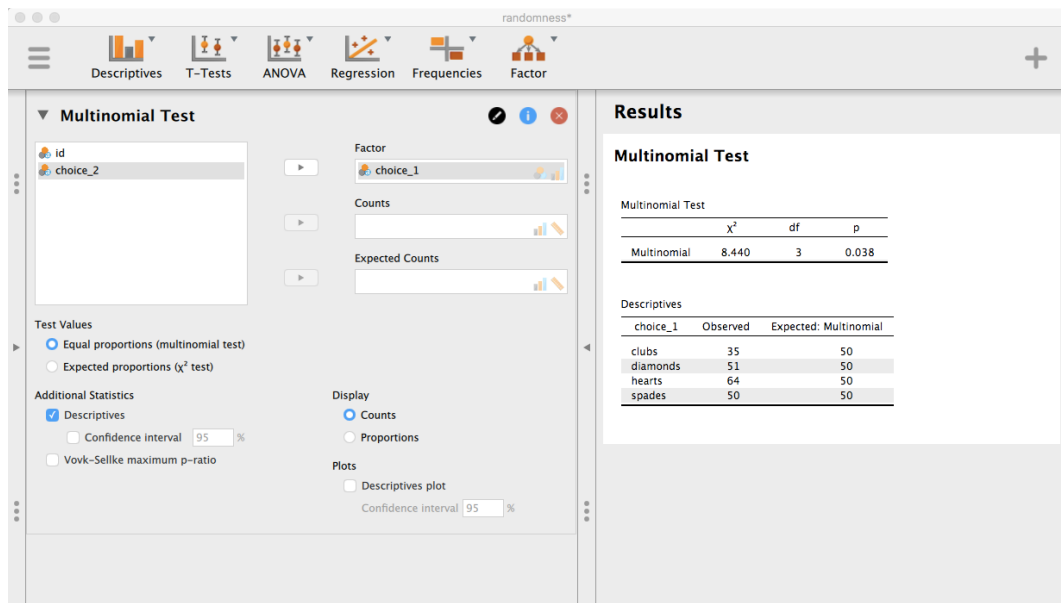 randomness*
Descriptives T-Tests ANOVA Regression Frequencies Factor
Multinomial Test
id
choice_2
Factor
choice_1
Counts
Expected Counts
Test Values
Equal proportions (multinomial test)
Expected proportions (χ² test)
Additional Statistics
Descriptives
Confidence interval 95 %
Vovk-Sellke maximum p-ratio
Display
Counts
Proportions
Plots
Descriptives plot
Confidence interval 95 %
Results
Multinomial Test
Multinomial Test
χ² df p
Multinomial 8.440 3 0.038
Descriptives
choice_1 Observed Expected: Multinomial
clubs 35 50
diamonds 51 50
hearts 64 50
spades 50 50